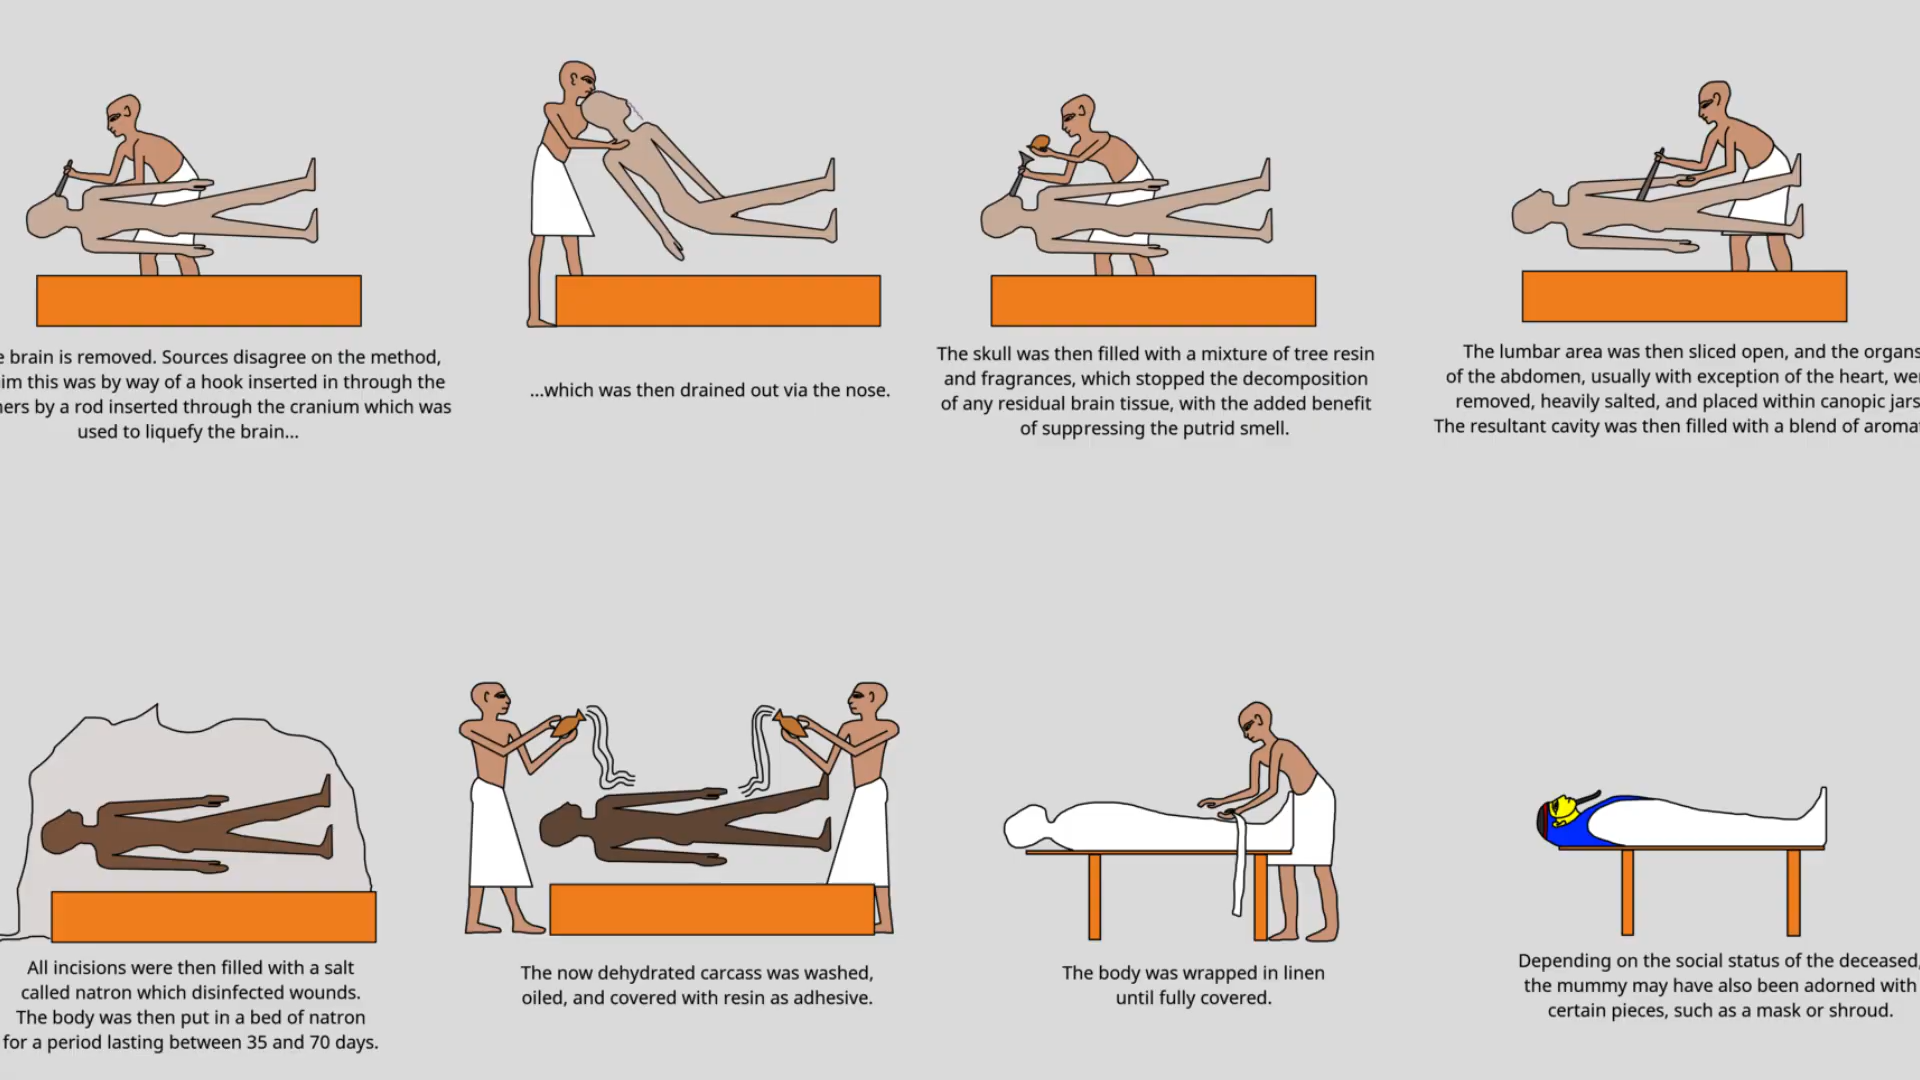 e brain is removed. Sources disagree on the method,
im this was by way of a hook inserted in through the
ners by a rod inserted through the cranium which was
used to liquefy the brain...
...which was then drained out via the nose.
The skull was then filled with a mixture of tree resin
and fragrances, which stopped the decomposition
of any residual brain tissue, with the added benefit
of suppressing the putrid smell.
The lumbar area was then sliced open, and the organs
of the abdomen, usually with exception of the heart, wer
removed, heavily salted, and placed within canopic jars
The resultant cavity was then filled with a blend of aroma
All incisions were then filled with a salt
called natron which disinfected wounds.
The body was then put in a bed of natron
for a period lasting between 35 and 70 days.
The now dehydrated carcass was washed,
oiled, and covered with resin as adhesive.
The body was wrapped in linen
until fully covered.
Depending on the social status of the deceased,
the mummy may have also been adorned with
certain pieces, such as a mask or shroud.